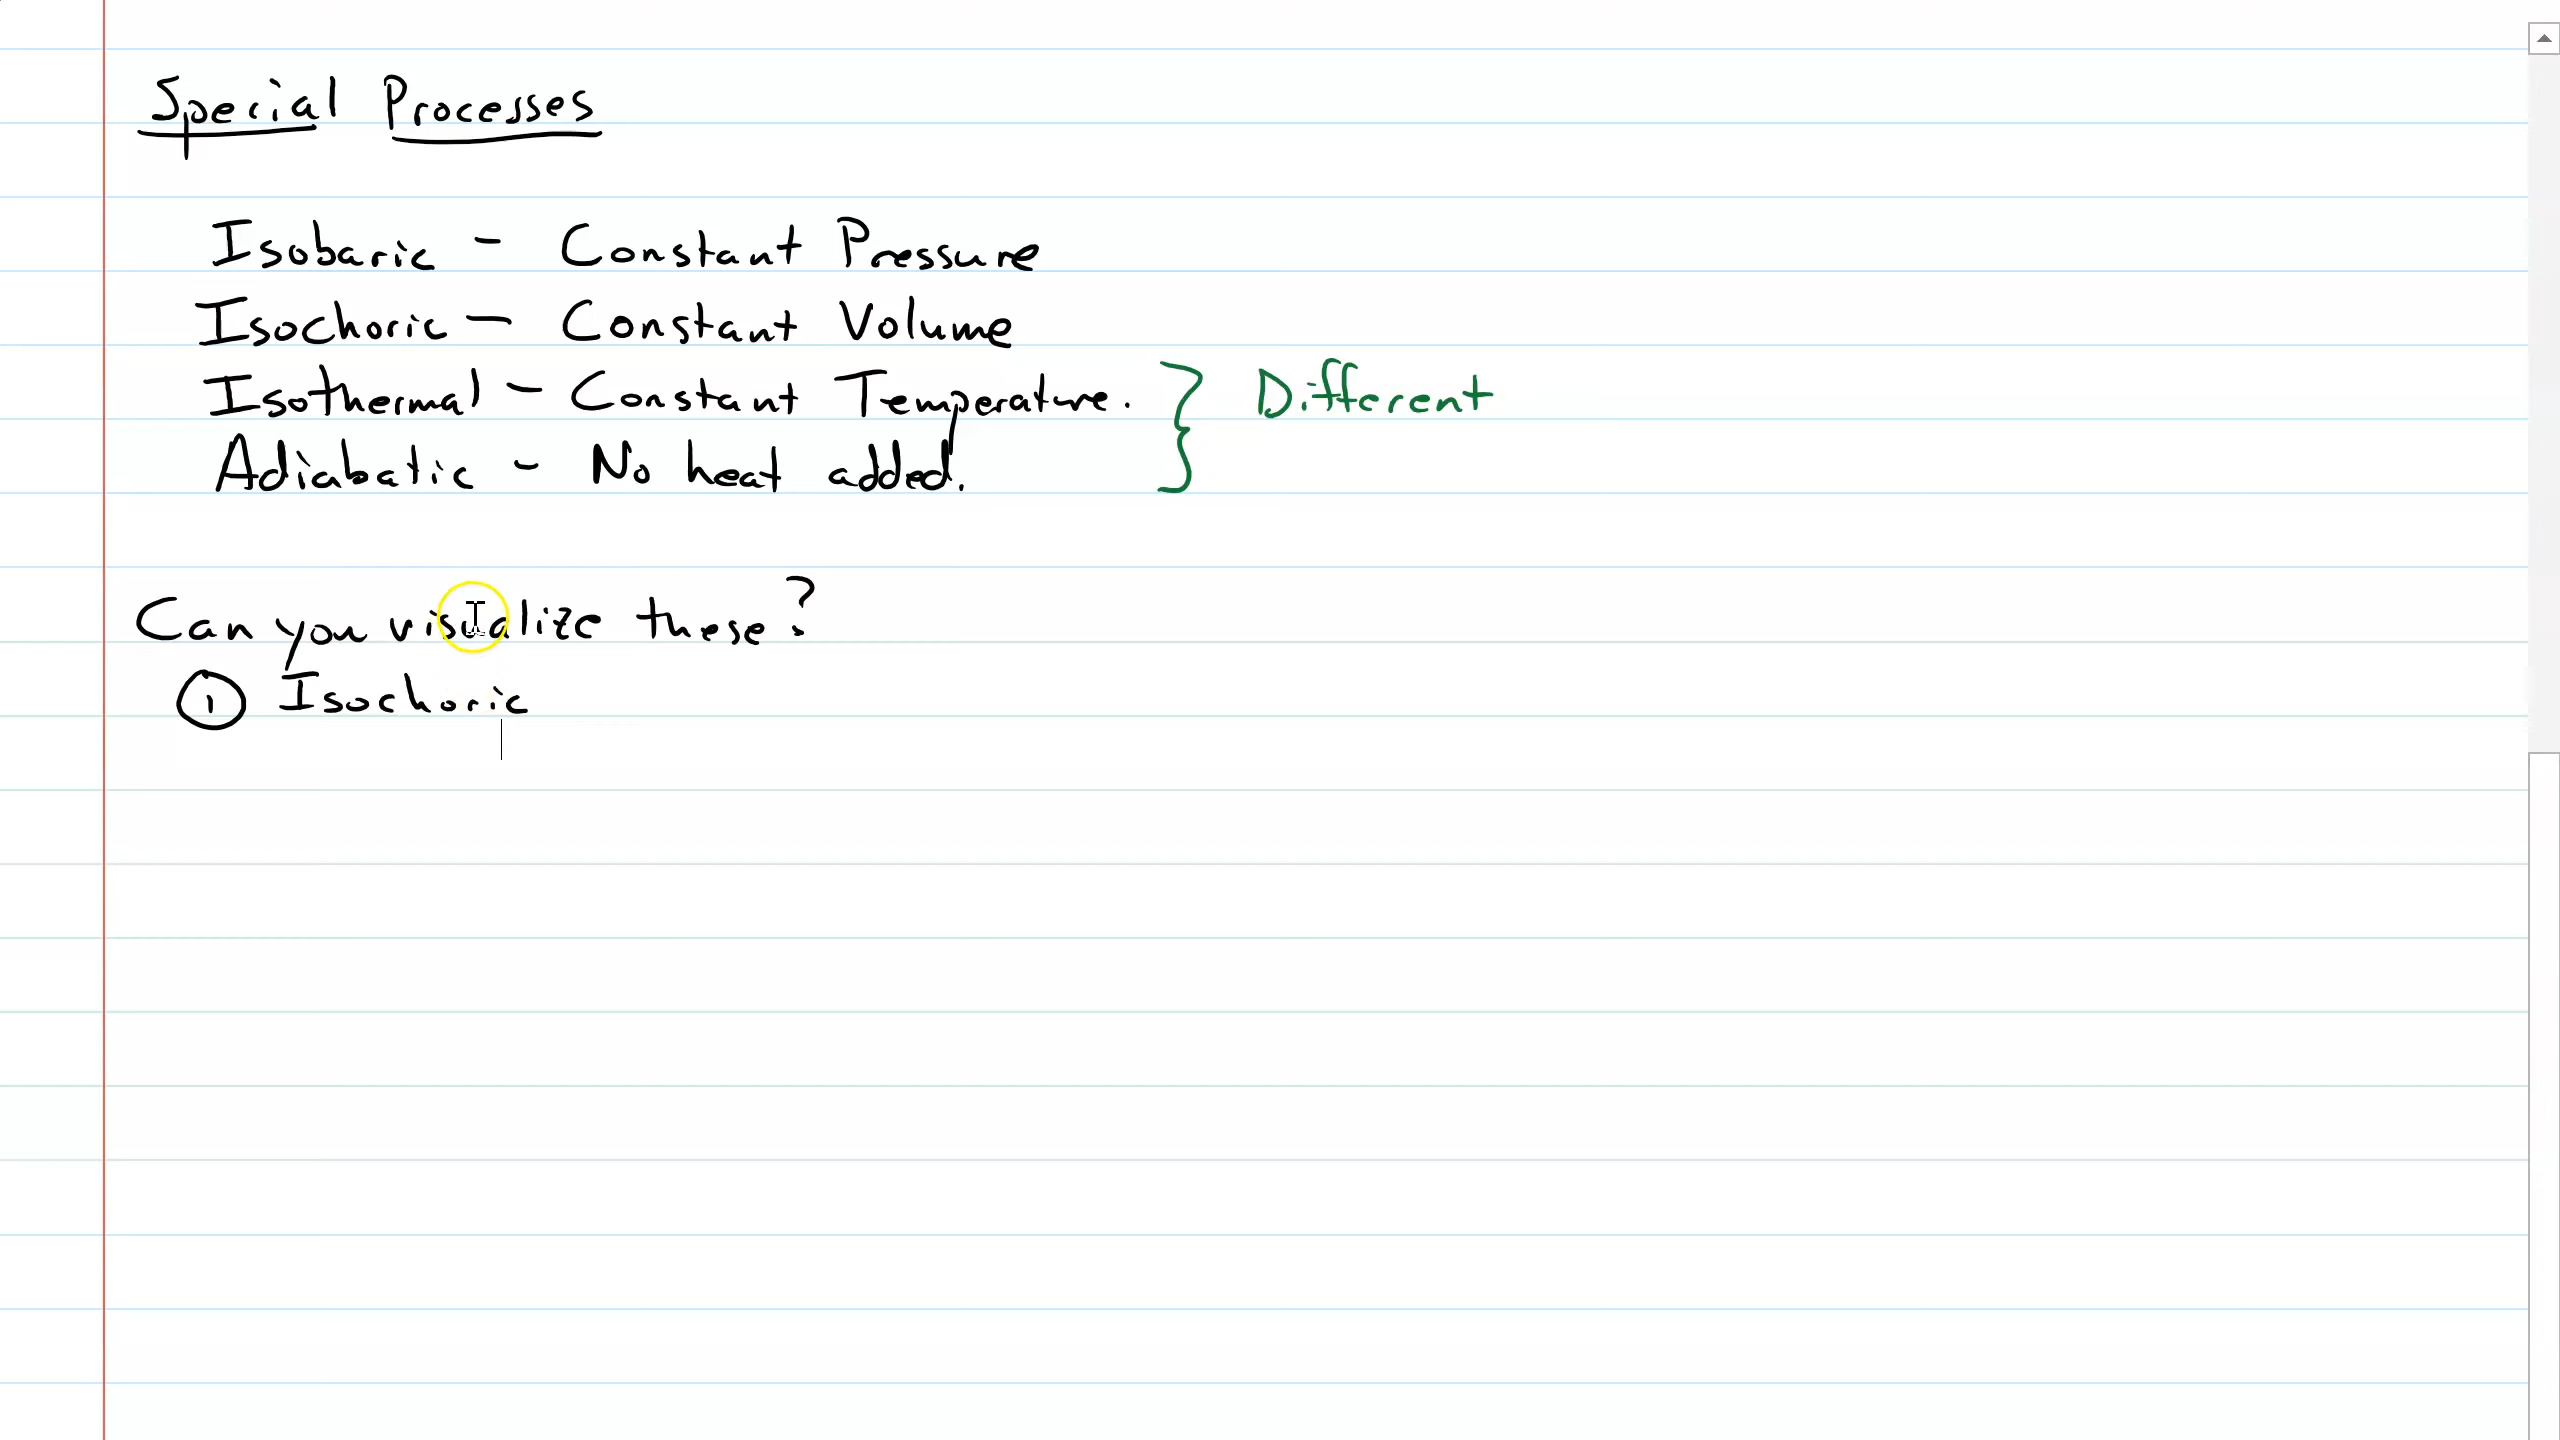 Special Processes
Isobaric - Constant Pressure
Isochoric - Constant Volume
Isothermal - Constant Temperature. } Different
Adiabatic - No heat added.
Can you visualize these?
① Isochoric